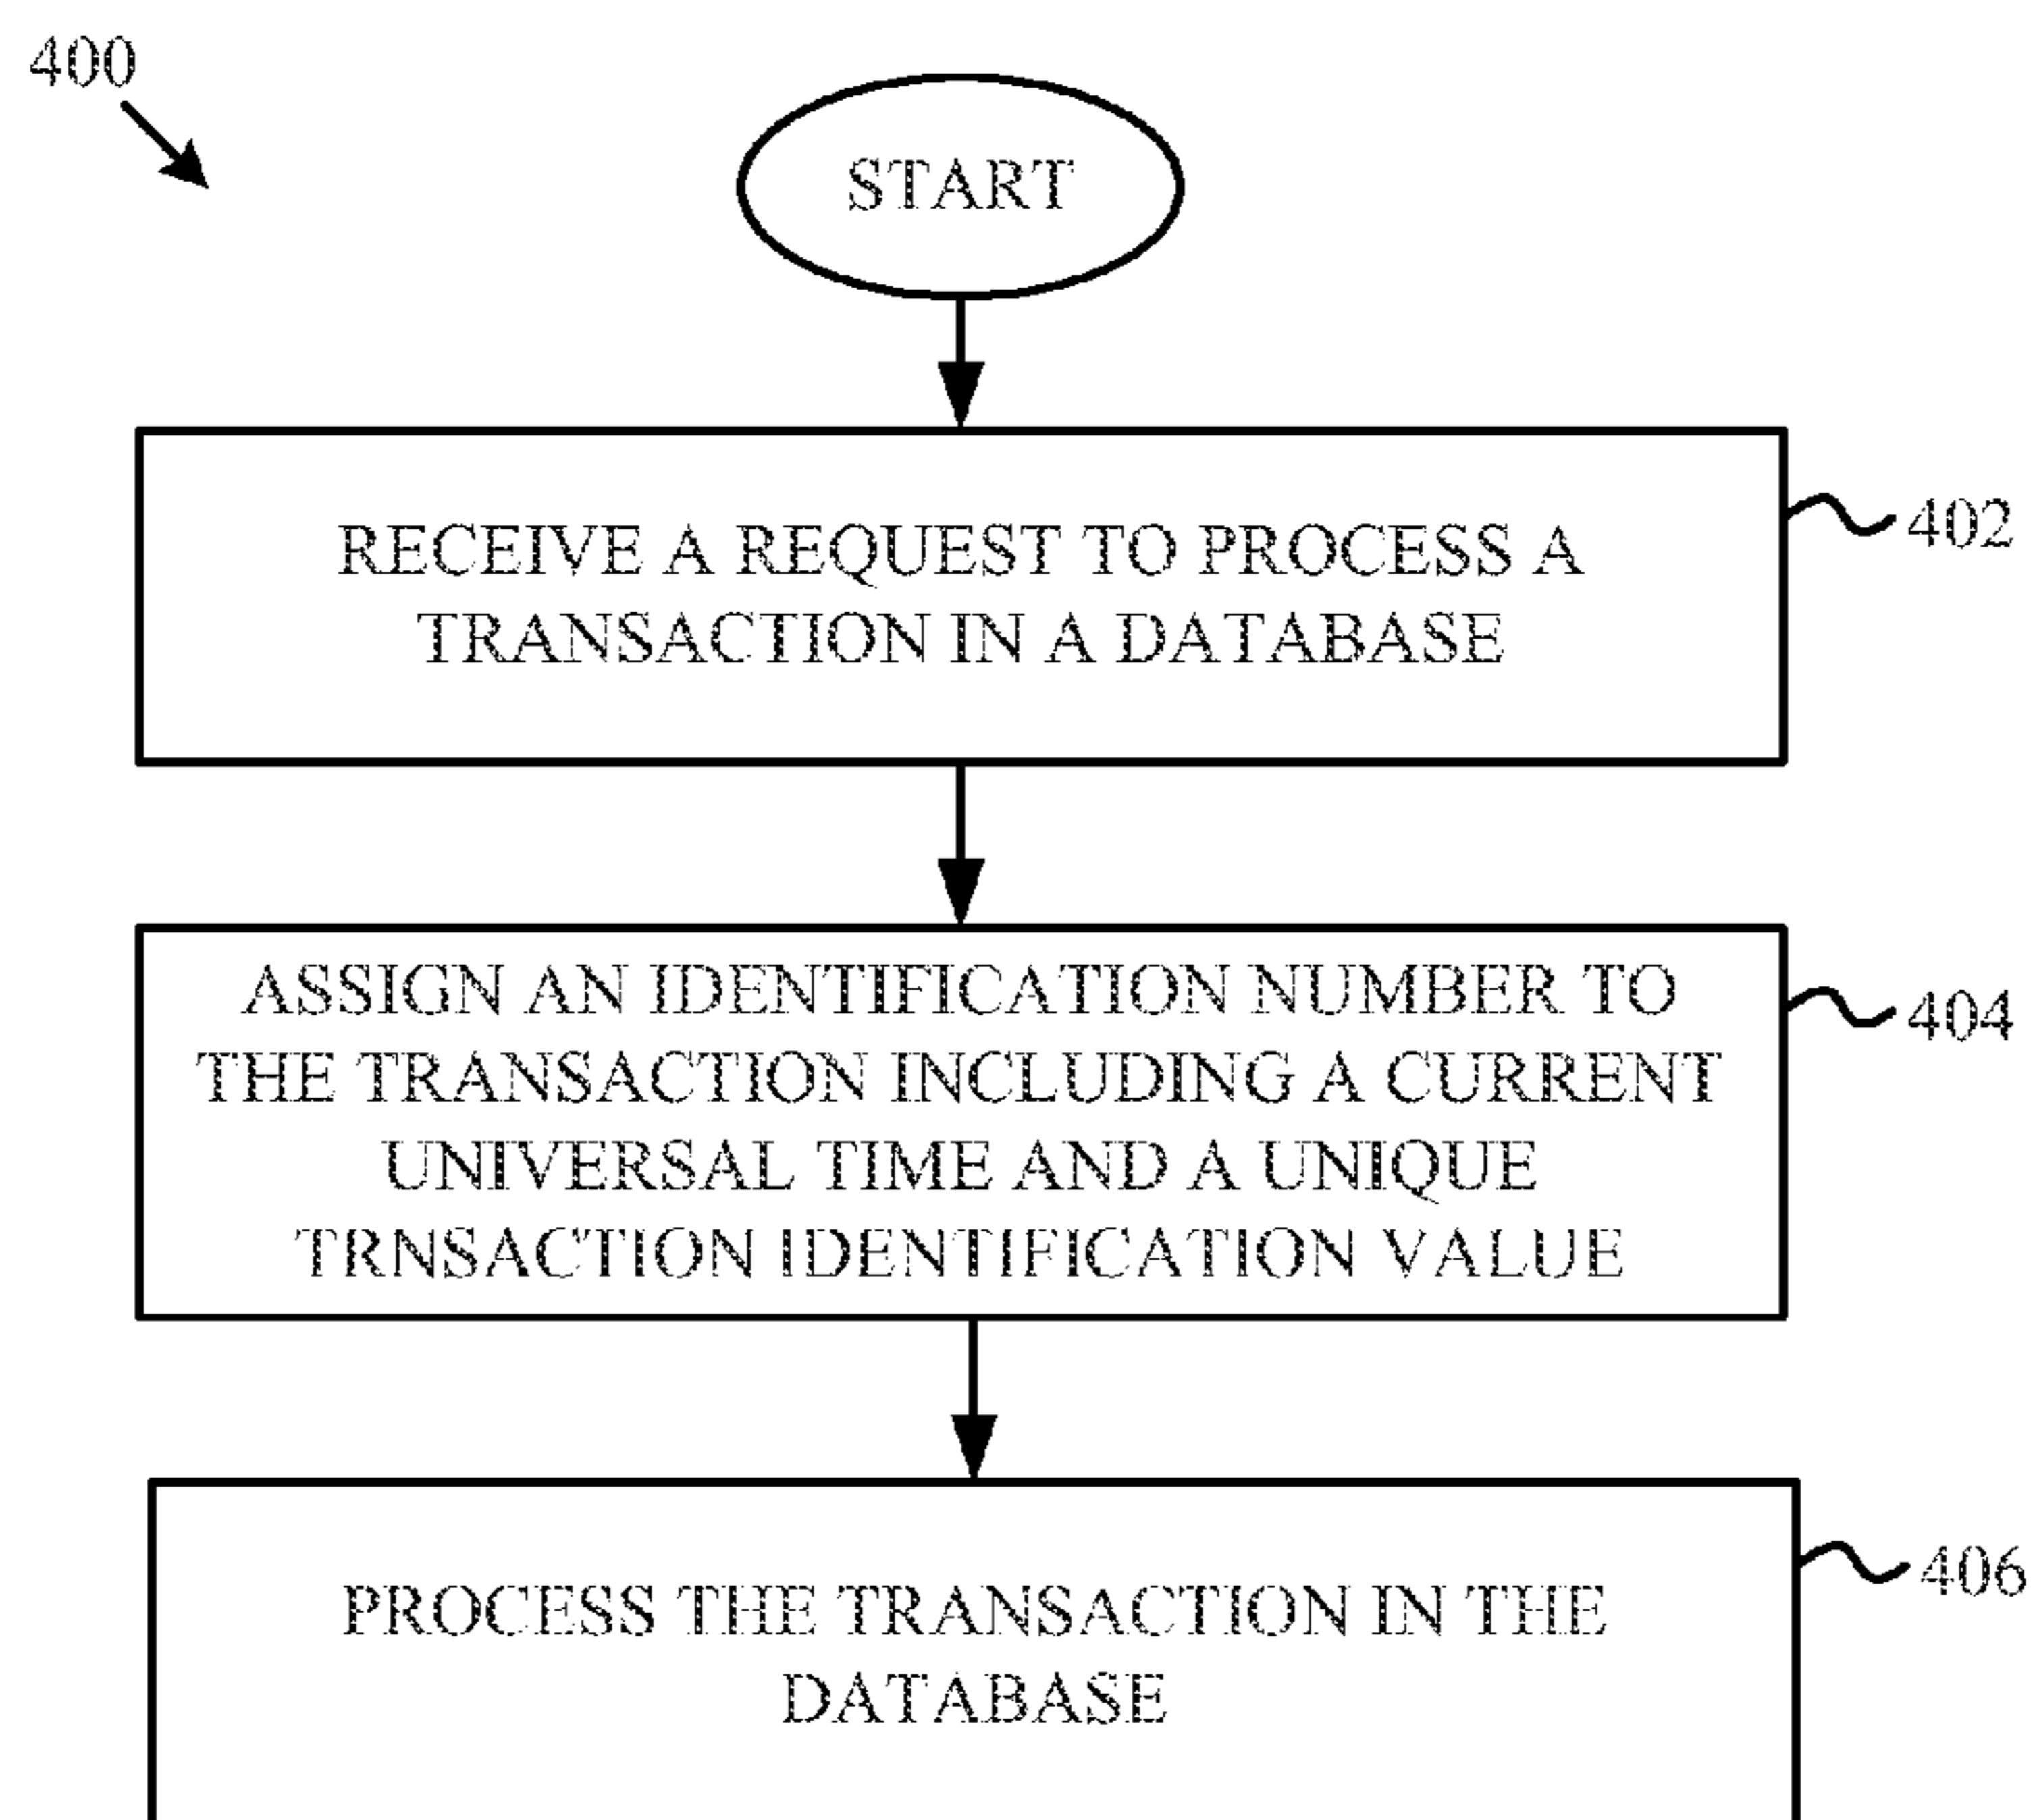 400
START
RECEIVE A REQUEST TO PROCESS A
TRANSACTION IN A DATABASE
402
ASSIGN AN IDENTIFICATION NUMBER TO
THE TRANSACTION INCLUDING A CURRENT
UNIVERSAL TIME AND A UNIQUE
TRNSACTION IDENTIFICATION VALUE
404
PROCESS THE TRANSACTION IN THE
DATABASE
406